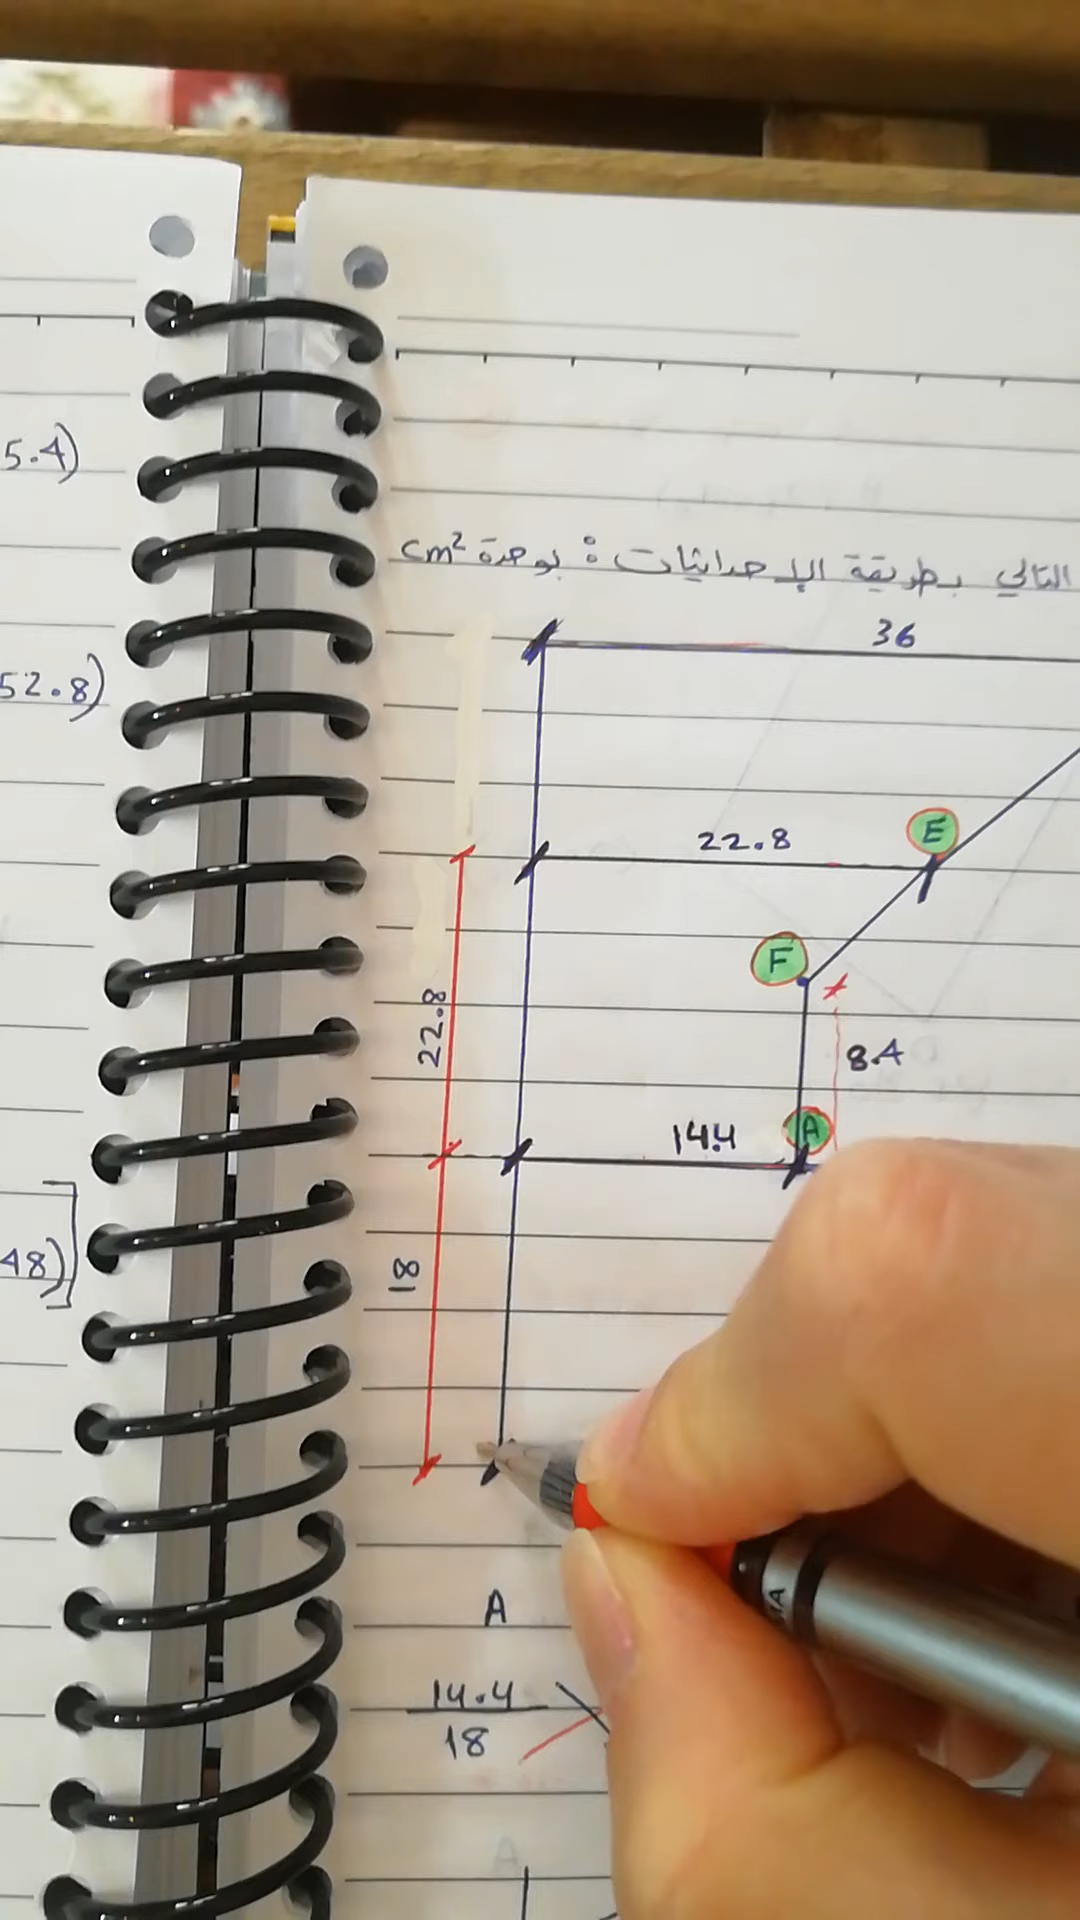 5.4)
52.8)
48)]
التالي بطريقة الإحداثيات : بوحدة cm²
36
E
22.8
F
22.8
8.4
A
14.4
18
A
14.4
18